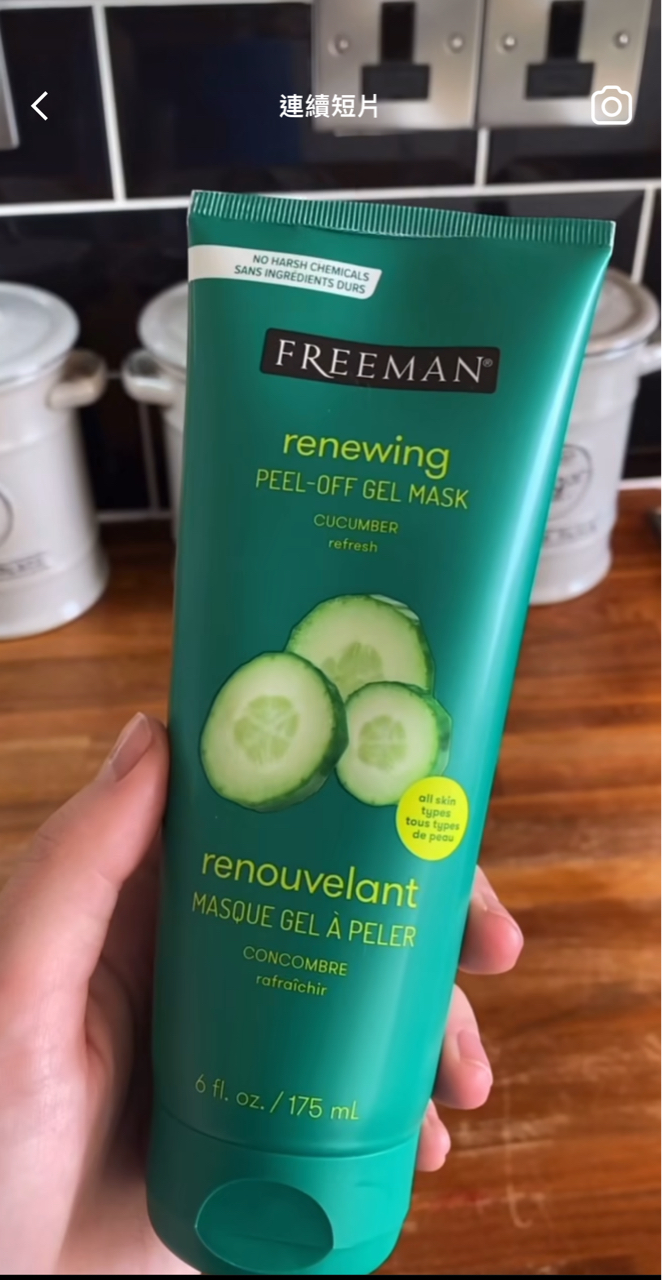 連續短片
NO HARSH CHEMICALS
SANS INGRÉDIENTS DURS
FREEMAN®
renewing
PEEL-OFF GEL MASK
CUCUMBER
refresh
all skin
types
tous types
de peau
renouvelant
MASQUE GEL À PELER
CONCOMBRE
rafraîchir
6 fl. oz. / 175 mL